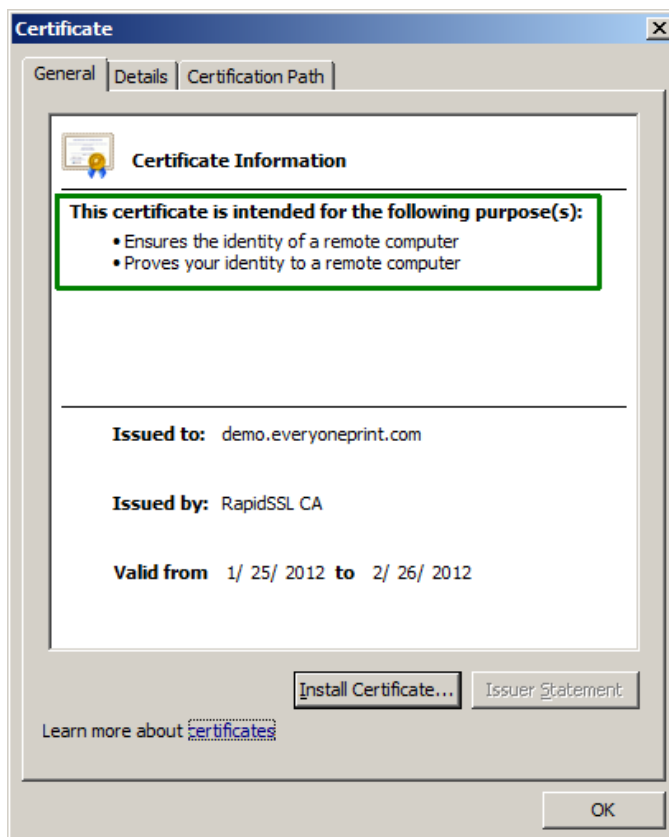 Certificate
General Details Certification Path
Certificate Information
This certificate is intended for the following purpose(s):
• Ensures the identity of a remote computer
• Proves your identity to a remote computer
Issued to: demo.everyoneprint.com
Issued by: RapidSSL CA
Valid from 1/ 25/ 2012 to 2/ 26/ 2012
Install Certificate... Issuer Statement
Learn more about certificates
OK